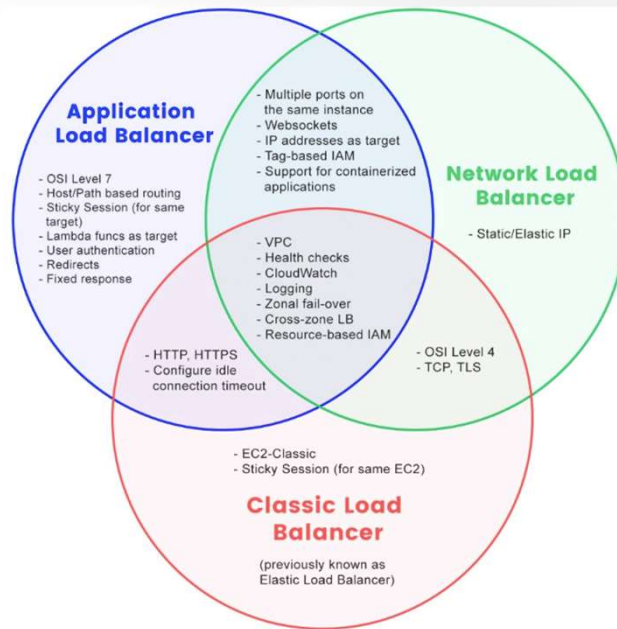 Application
Load Balancer
- OSI Level 7
- Host/Path based routing
- Sticky Session (for same
target)
- Lambda funcs as target
- User authentication
- Redirects
- Fixed response
- Multiple ports on
the same instance
- Websockets
- IP addresses as target
- Tag-based IAM
- Support for containerized
applications
Network Load
Balancer
- Static/Elastic IP
- VPC
- Health checks
- CloudWatch
- Logging
- Zonal fail-over
- Cross-zone LB
- Resource-based IAM
- HTTP, HTTPS
- Configure idle
connection timeout
- OSI Level 4
- TCP, TLS
- EC2-Classic
- Sticky Session (for same EC2)
Classic Load
Balancer
(previously known as
Elastic Load Balancer)